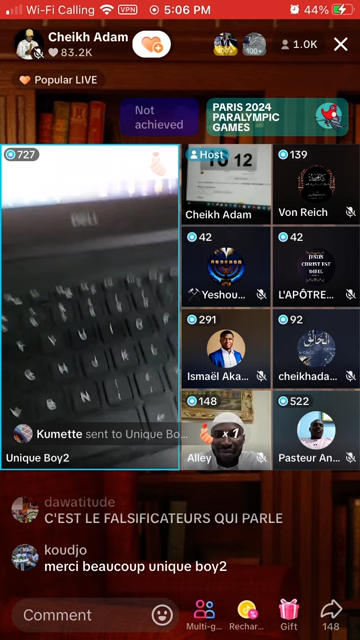 Wi-Fi Calling
VPN
5:06 PM
44%
Cheikh Adam
83.2K
100+
100+
1.0K
Popular LIVE
Not
achieved
PARIS 2024
PARALYMPIC
GAMES
727
Unique Boy2
Kumette sent to Unique Bo...
Host
12
Cheikh Adam
139
Von Reich
42
Yeshou...
42
JESUS
CHRIST EST
L'APÔTRE...
291
Ismaël Aka...
92
cheikhada...
148
x 1
Alley
522
Pasteur An...
dawatitude
C'EST LE FALSIFICATEURS QUI PARLE
koudjo
merci beaucoup unique boy2
Comment
Multi-g...
Rechar...
Gift
148